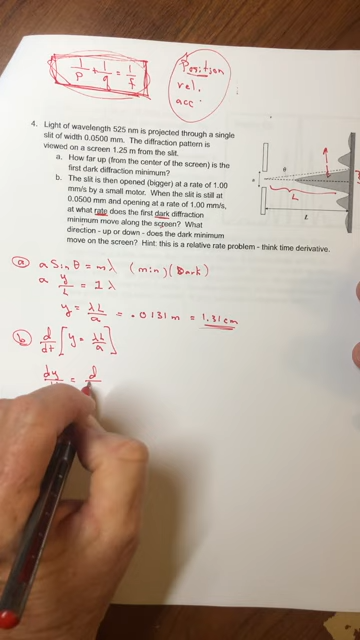 1/p + 1/q = 1/f
Position
vel.
acc.
4. Light of wavelength 525 nm is projected through a single
slit of width 0.0500 mm. The diffraction pattern is
viewed on a screen 1.25 m from the slit.
a. How far up (from the center of the screen) is the
first dark diffraction minimum?
b. The slit is then opened (bigger) at a rate of 1.00
mm/s by a small motor. When the slit is still at
0.0500 mm and opening at a rate of 1.00 mm/s,
at what rate does the first dark diffraction
minimum move along the screen? What
direction - up or down - does the dark minimum
move on the screen? Hint: this is a relative rate problem - think time derivative.
θ
a
L
L
a a Sin θ = mλ (min) (Dark)
a y/L = 1 λ
y = λL/a = .0131 m = 1.31 cm
b d/dt [ y = λL/a ]
dy = d